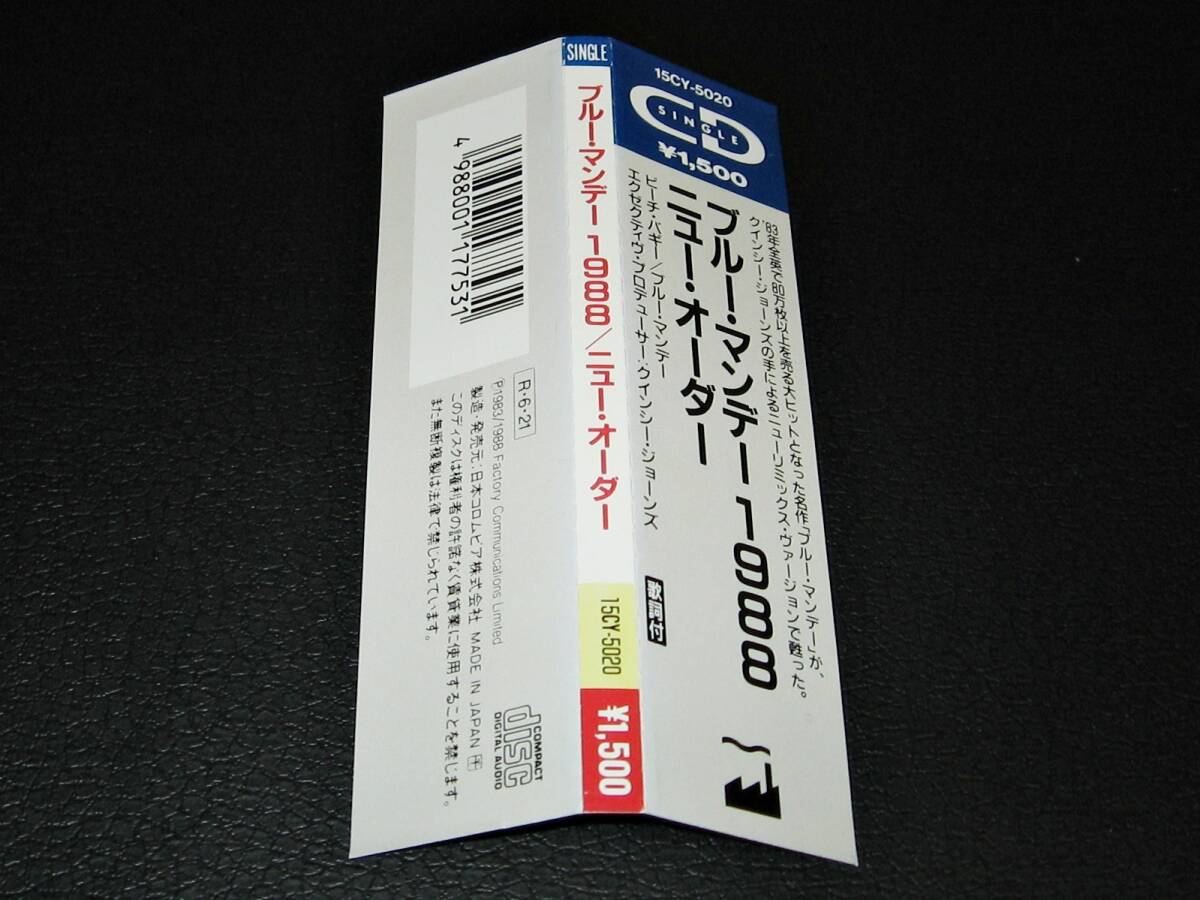 15CY-5020
CD
SINGLE
¥1,500
'83年全英で80万枚以上を売る大ヒットとなった名作「ブルー・マンデー」が、
クインシー・ジョーンズの手によるニューリミックス・ヴァージョンで甦った。
ブルー・マンデー 1988
ニュー・オーダー
ビーチ・バギー/ブルー・マンデー
エクゼクティヴ・プロデューサー:クインシー・ジョーンズ
歌詞付
SINGLE
ブルー・マンデー 1988/ニュー・オーダー
15CY-5020
¥1,500
4 988001 177531
R・6・21
℗1983/1988 Factory Communications Limited
製造・発売元:日本コロムビア株式会社 MADE IN JAPAN
このディスクは権利者の許諾なく賃貸業に使用することを禁じます。
また無断複製は法律で禁じられています。
COMPACT
disc
DIGITAL AUDIO